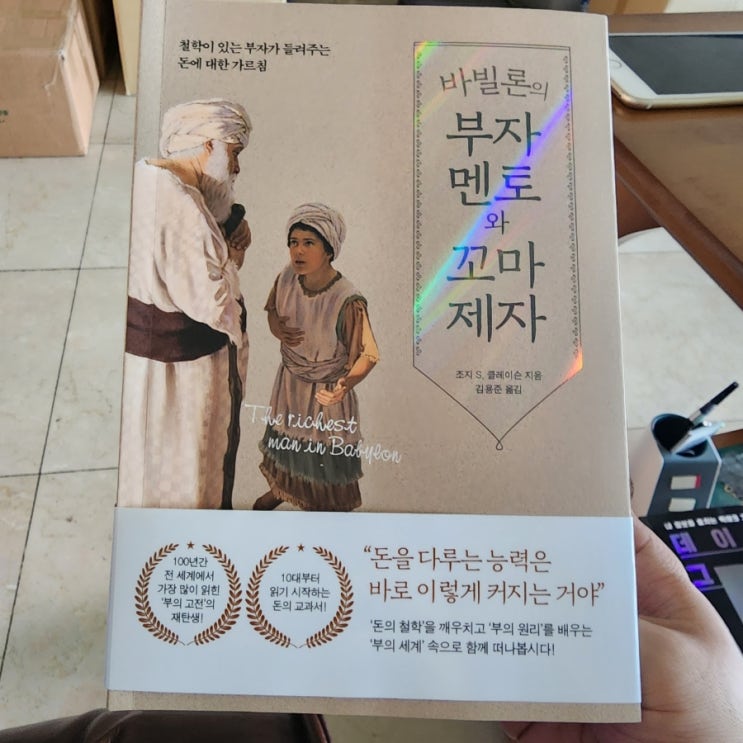 철학이 있는 부자가 들려주는
돈에 대한 가르침
바빌론의
부자
멘토
와
꼬마
제자
조지 S. 클레이슨 지음
김용준 옮김
The richest
man in Babylon
100년간
전 세계에서
가장 많이 읽힌
'부의 고전'의
재탄생!
10대부터
읽기 시작하는
돈의 교과서!
“돈을 다루는 능력은
바로 이렇게 커지는 거야”
'돈의 철학'을 깨우치고 '부의 원리'를 배우는
'부의 세계' 속으로 함께 떠나봅시다!
데이
그